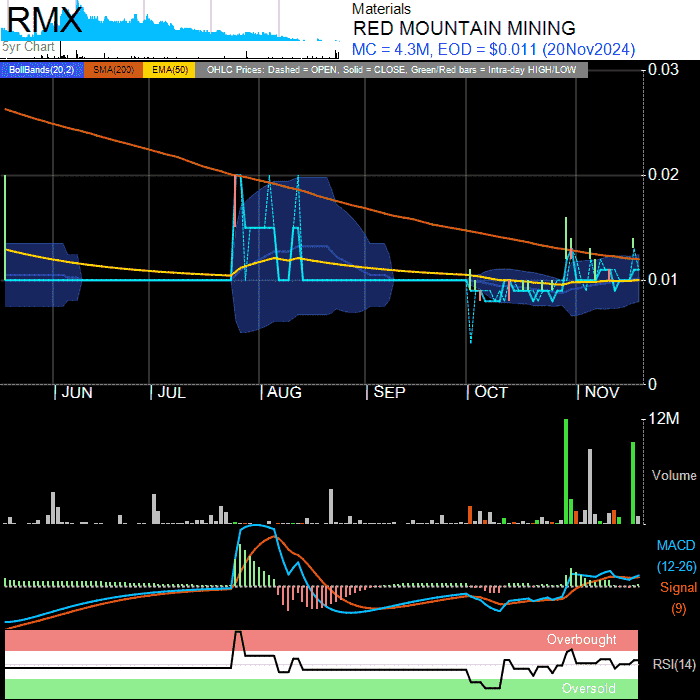 RMX
5yr Chart
Materials
RED MOUNTAIN MINING
MC = 4.3M, EOD = $0.011 (20Nov2024)
BollBands(20,2) SMA(200) EMA(50) OHLC Prices: Dashed = OPEN, Solid = CLOSE, Green/Red bars = Intra-day HIGH/LOW
0.03
0.02
0.01
0
JUN JUL AUG SEP OCT NOV
12M
Volume
MACD
(12-26)
Signal
(9)
Overbought
RSI(14)
Oversold